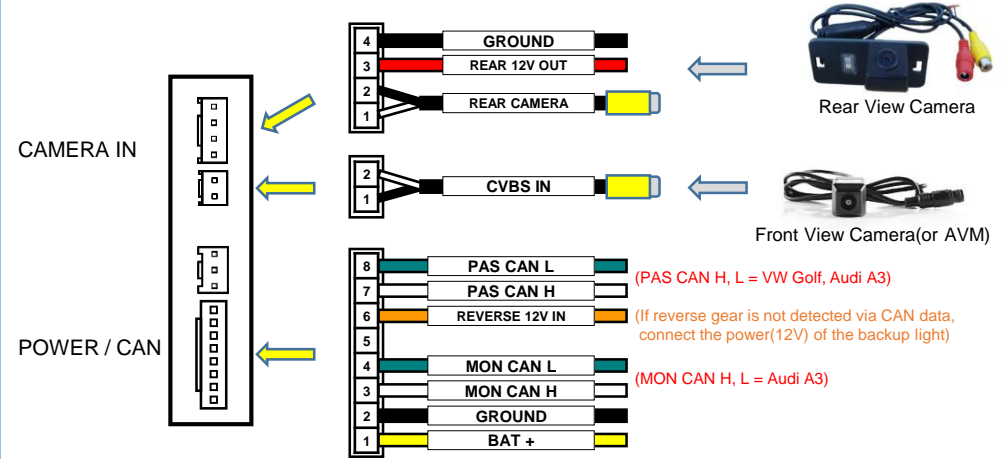 CAMERA IN
POWER / CAN
4 GROUND
3 REAR 12V OUT
2
REAR CAMERA
1
Rear View Camera
2
CVBS IN
1
Front View Camera(or AVM)
8 PAS CAN L
7 PAS CAN H
(PAS CAN H, L = VW Golf, Audi A3)
6 REVERSE 12V IN
(If reverse gear is not detected via CAN data,
connect the power(12V) of the backup light)
5
4 MON CAN L
3 MON CAN H
(MON CAN H, L = Audi A3)
2 GROUND
1 BAT +